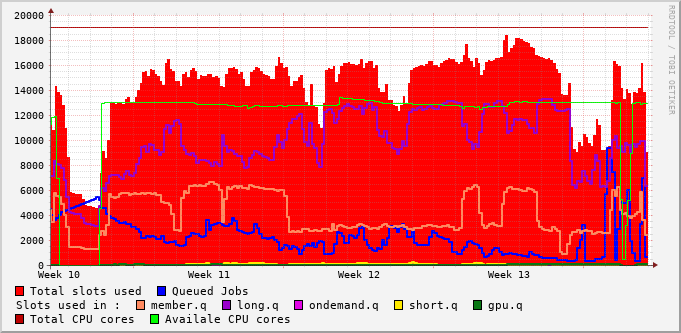 20000
18000
16000
14000
12000
10000
8000
6000
4000
2000
0
Week 10 Week 11 Week 12 Week 13
RRDTOOL / TOBI OETIKER
Total slots used Queued Jobs
Slots used in : member.q long.q ondemand.q short.q gpu.q
Total CPU cores Availale CPU cores